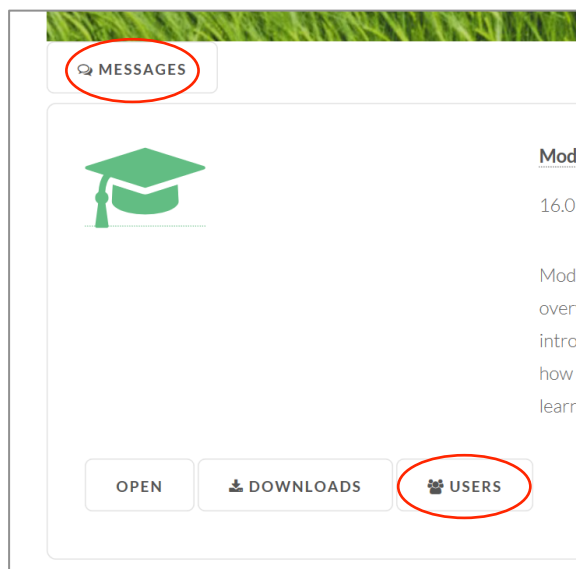 MESSAGES
Mod
16.0
Mod
over
intro
how
learn
OPEN
DOWNLOADS
USERS